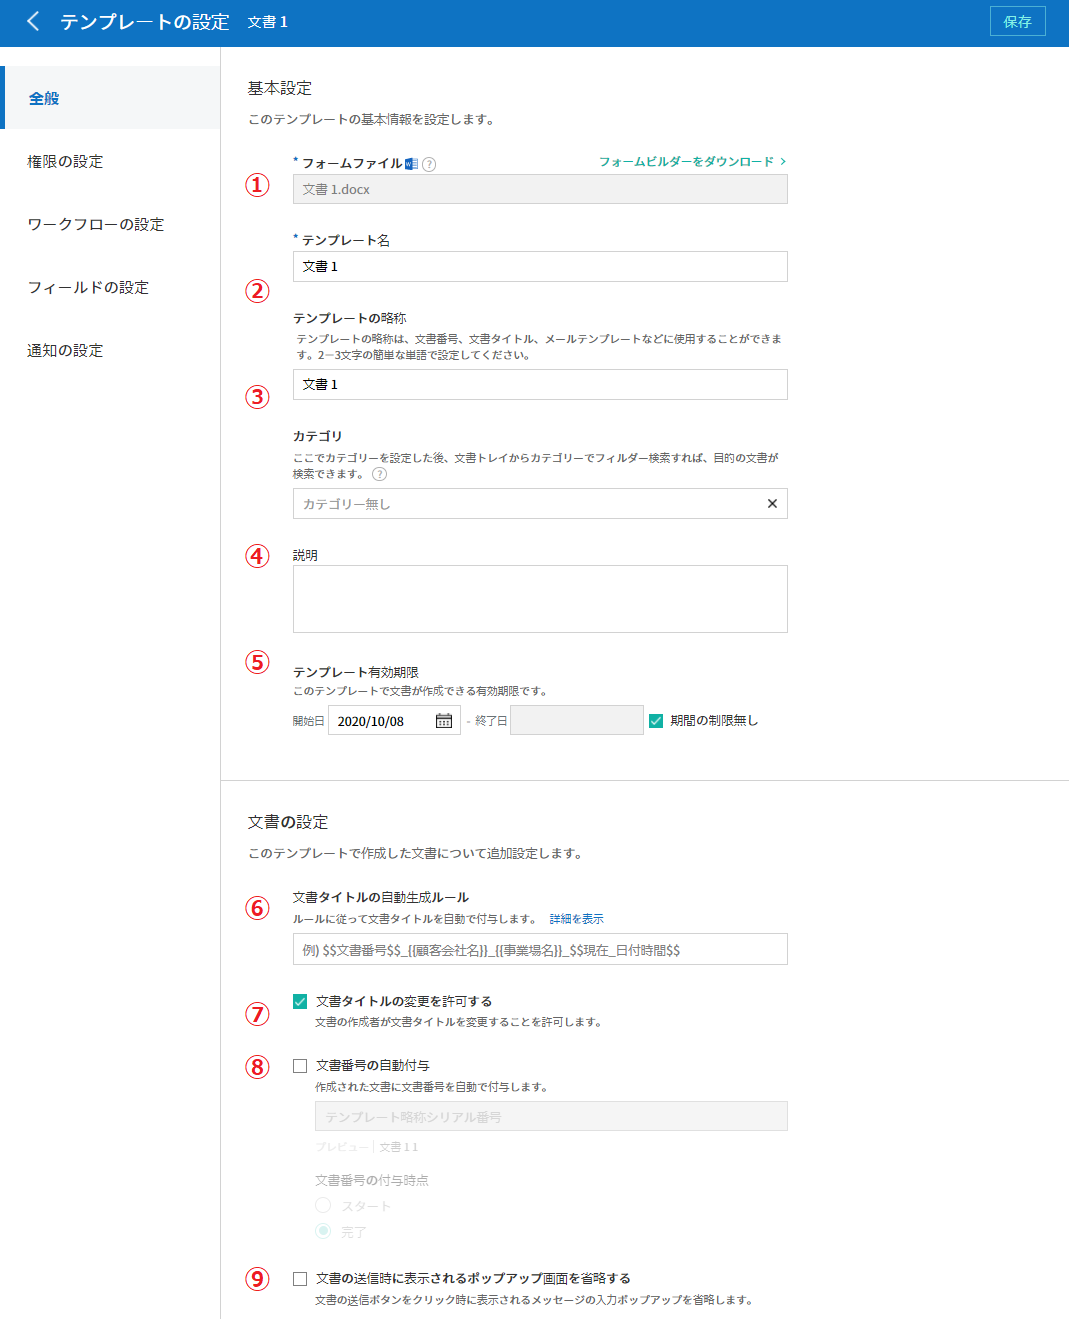 テンプレートの設定 文書 1
保存
全般
権限の設定
ワークフローの設定
フィールドの設定
通知の設定
基本設定
このテンプレートの基本情報を設定します。
* フォームファイル ?
フォームビルダーをダウンロード >
①
文書 1.docx
* テンプレート名
文書 1
②
テンプレートの略称
テンプレートの略称は、文書番号、文書タイトル、メールテンプレートなどに使用することができま
す。2－3文字の簡単な単語で設定してください。
③
文書 1
カテゴリ
ここでカテゴリーを設定した後、文書トレイからカテゴリーでフィルダー検索すれば、目的の文書が
検索できます。 ?
カテゴリー無し
④
説明
⑤
テンプレート有効期限
このテンプレートで文書が作成できる有効期限です。
開始日 2020/10/08 - 終了日 期間の制限無し
文書の設定
このテンプレートで作成した文書について追加設定します。
⑥
文書タイトルの自動生成ルール
ルールに従って文書タイトルを自動で付与します。 詳細を表示
例) $$文書番号$$_{{顧客会社名}}_{{事業場名}}_$$現在_日付時間$$
⑦
文書タイトルの変更を許可する
文書の作成者が文書タイトルを変更することを許可します。
⑧
文書番号の自動付与
作成された文書に文書番号を自動で付与します。
テンプレート略称シリアル番号
プレビュー | 文書 1 1
文書番号の付与時点
スタート
完了
⑨
文書の送信時に表示されるポップアップ画面を省略する
文書の送信ボタンをクリック時に表示されるメッセージの入力ポップアップを省略します。